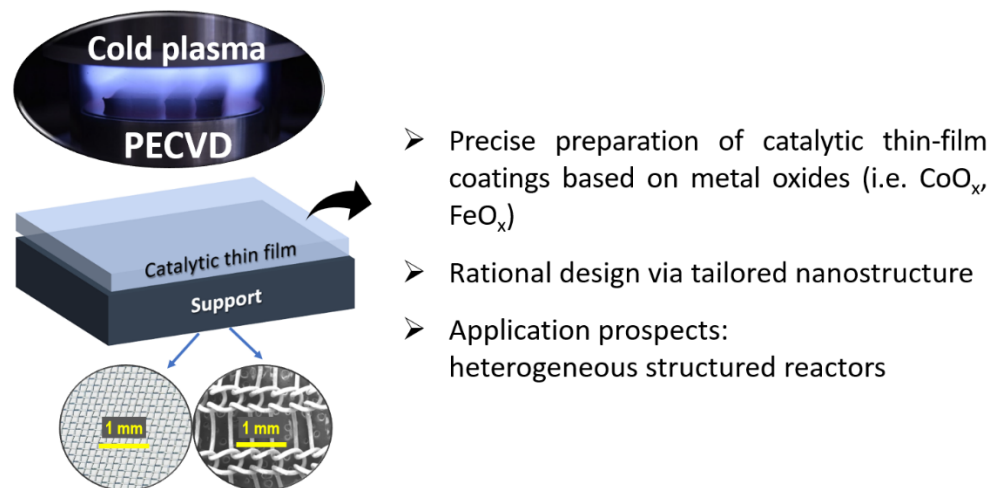 Cold plasma
PECVD
Catalytic thin film
Support
1 mm
1 mm
➢ Precise preparation of catalytic thin-film
coatings based on metal oxides (i.e. CoOₓ,
FeOₓ)
➢ Rational design via tailored nanostructure
➢ Application prospects:
heterogeneous structured reactors